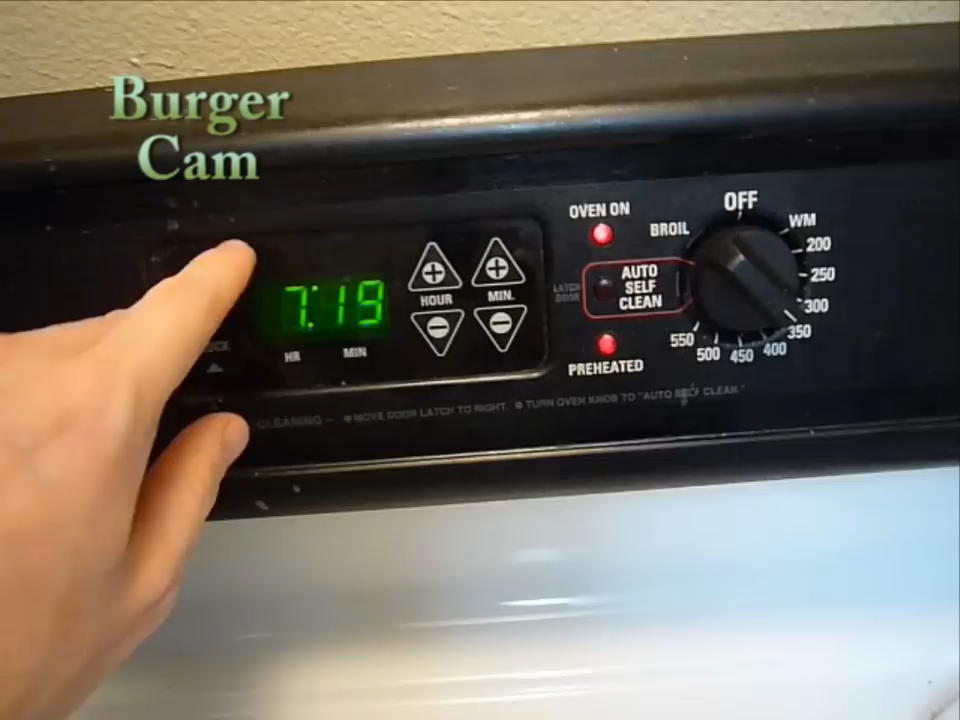 Burger
Cam
OFF
WM
200
250
300
350
400
450
500
550
BROIL
OVEN ON
AUTO
SELF
CLEAN
LATCH
DOOR
PREHEATED
7:19
HR
MIN
HOUR
MIN.
CLEANING – ● MOVE DOOR LATCH TO RIGHT. ● TURN OVEN KNOB TO "AUTO SELF CLEAN."